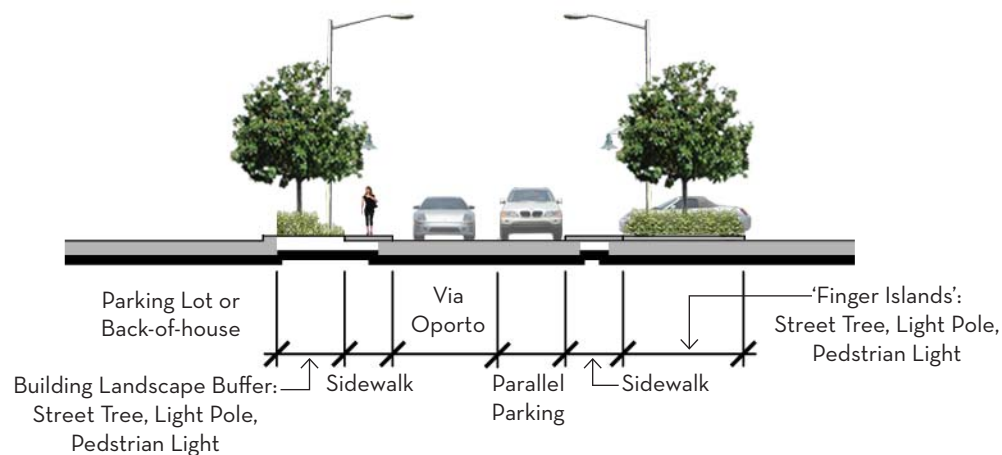 Parking Lot or
Back-of-house
Via
Oporto
'Finger Islands':
Street Tree, Light Pole,
Pedstrian Light
Building Landscape Buffer:
Street Tree, Light Pole,
Pedstrian Light
Sidewalk
Parallel
Parking
Sidewalk